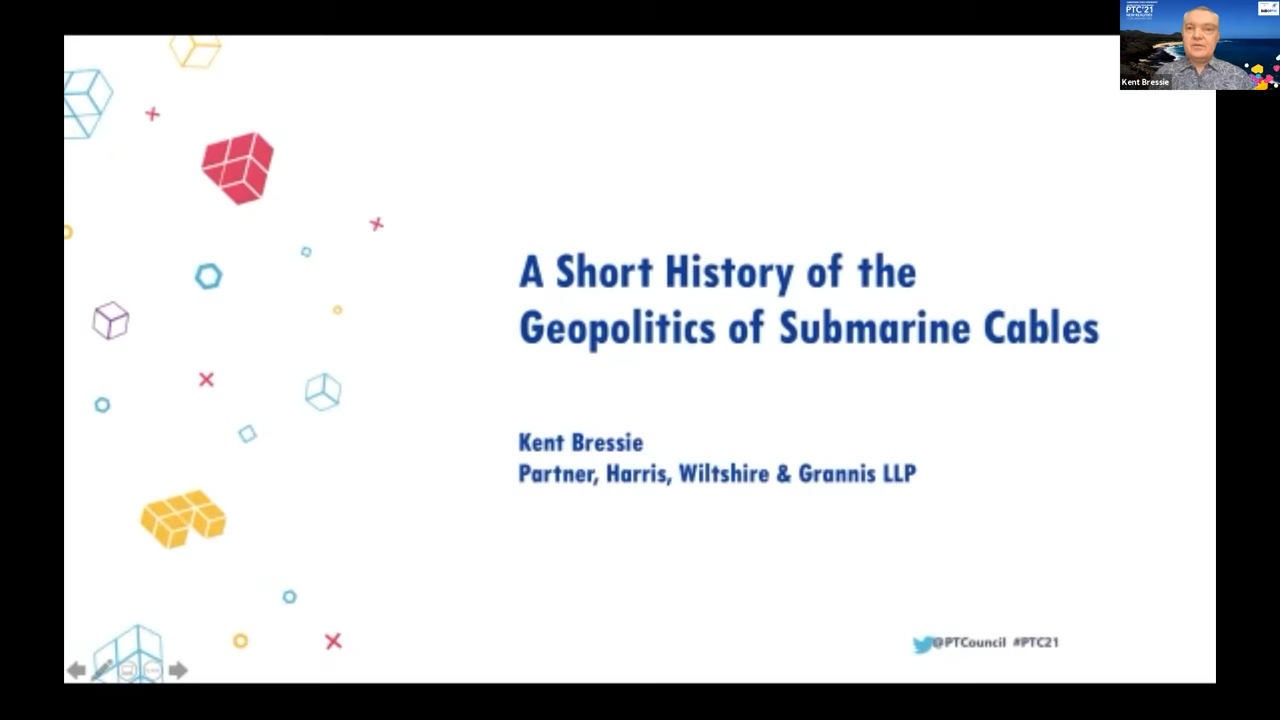 PTC'21
Kent Bressie
A Short History of the
Geopolitics of Submarine Cables
Kent Bressie
Partner, Harris, Wiltshire & Grannis LLP
@PTCouncil #PTC21